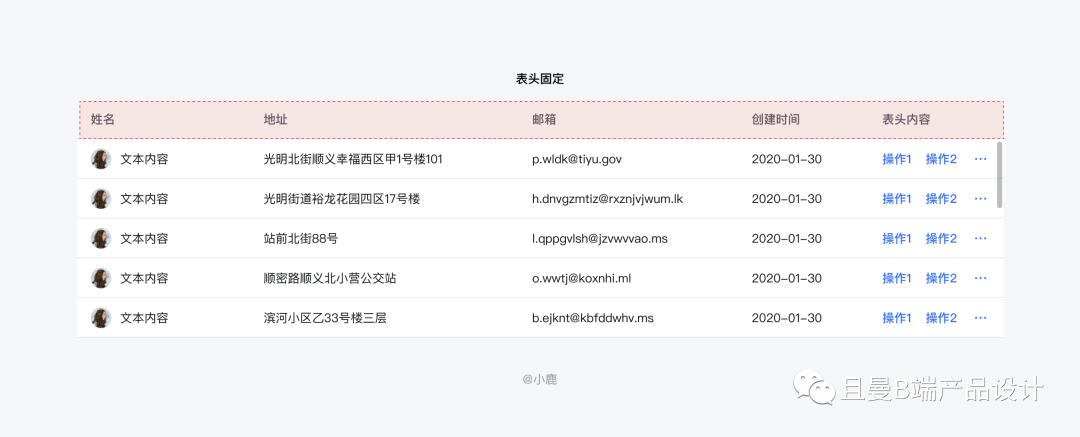 表头固定
姓名 地址 邮箱 创建时间 表头内容
文本内容 光明北街顺义幸福西区甲1号楼101 p.wldk@tiyu.gov 2020-01-30 操作1 操作2 ···
文本内容 光明街道裕龙花园四区17号楼 h.dnvgzmtiz@rxznjvjwum.lk 2020-01-30 操作1 操作2 ···
文本内容 站前北街88号 l.qppgvlsh@jzvwvvao.ms 2020-01-30 操作1 操作2 ···
文本内容 顺密路顺义北小营公交站 o.wwtj@koxnhi.ml 2020-01-30 操作1 操作2 ···
文本内容 滨河小区乙33号楼三层 b.ejknt@kbfddwhv.ms 2020-01-30 操作1 操作2 ···
@小鹿
且曼B端产品设计